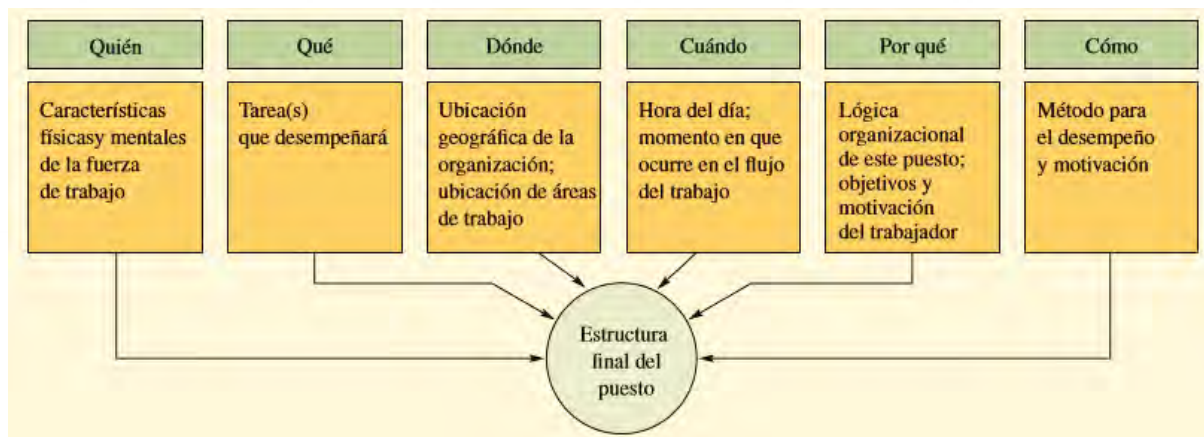 Quién
Características
físicasy mentales
de la fuerza
de trabajo
Qué
Tarea(s)
que desempeñará
Dónde
Ubicación
geográfica de la
organización;
ubicación de áreas
de trabajo
Cuándo
Hora del día;
momento en que
ocurre en el flujo
del trabajo
Por qué
Lógica
organizacional
de este puesto;
objetivos y
motivación
del trabajador
Cómo
Método para
el desempeño
y motivación
Estructura
final del
puesto